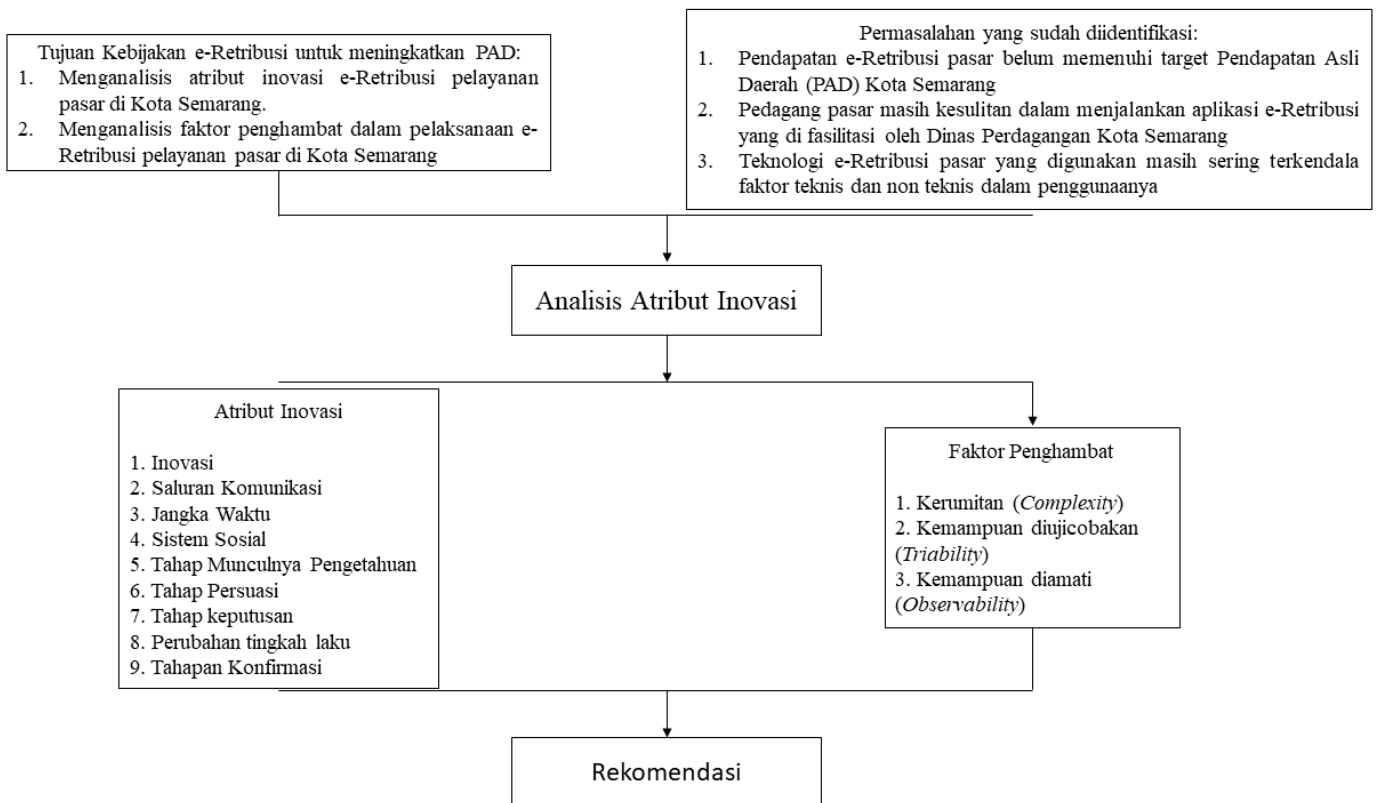 Tujuan Kebijakan e-Retribusi untuk meningkatkan PAD:
1. Menganalisis atribut inovasi e-Retribusi pelayanan
pasar di Kota Semarang.
2. Menganalisis faktor penghambat dalam pelaksanaan e-
Retribusi pelayanan pasar di Kota Semarang
Permasalahan yang sudah diidentifikasi:
1. Pendapatan e-Retribusi pasar belum memenuhi target Pendapatan Asli
Daerah (PAD) Kota Semarang
2. Pedagang pasar masih kesulitan dalam menjalankan aplikasi e-Retribusi
yang di fasilitasi oleh Dinas Perdagangan Kota Semarang
3. Teknologi e-Retribusi pasar yang digunakan masih sering terkendala
faktor teknis dan non teknis dalam penggunaanya
Analisis Atribut Inovasi
Atribut Inovasi
1. Inovasi
2. Saluran Komunikasi
3. Jangka Waktu
4. Sistem Sosial
5. Tahap Munculnya Pengetahuan
6. Tahap Persuasi
7. Tahap keputusan
8. Perubahan tingkah laku
9. Tahapan Konfirmasi
Faktor Penghambat
1. Kerumitan (Complexity)
2. Kemampuan diujicobakan
(Triability)
3. Kemampuan diamati
(Observability)
Rekomendasi